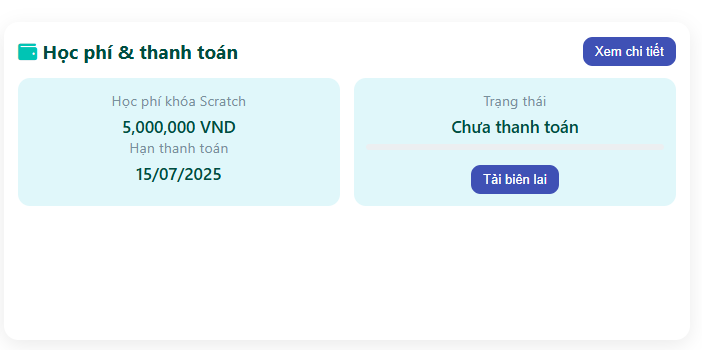 Học phí & thanh toán
Xem chi tiết
Học phí khóa Scratch
5,000,000 VND
Hạn thanh toán
15/07/2025
Trạng thái
Chưa thanh toán
Tải biên lai